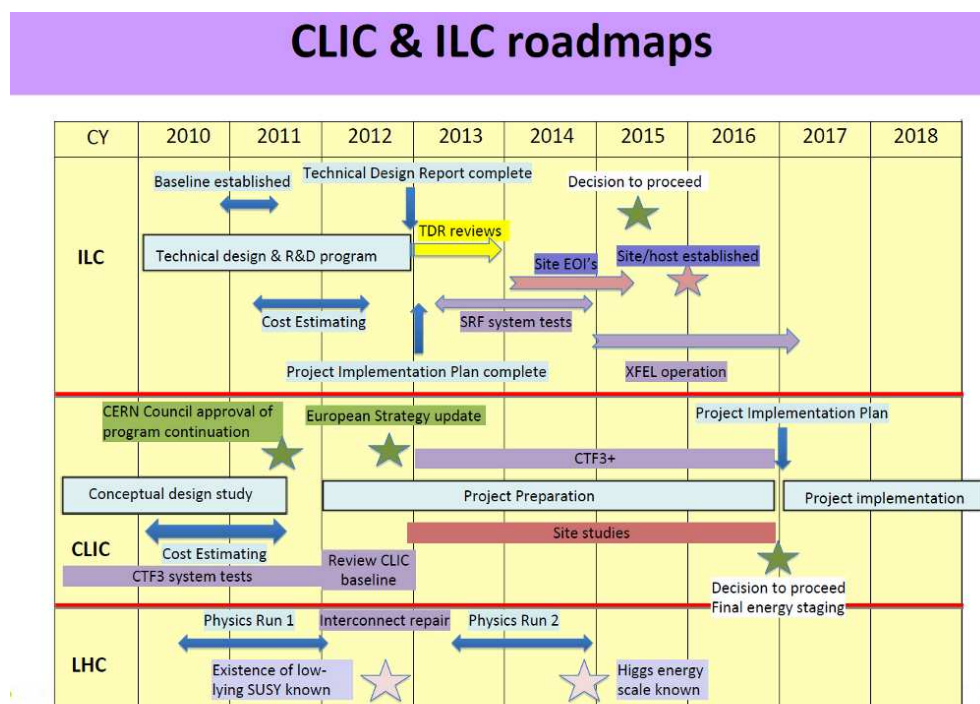 CLIC & ILC roadmaps
CY 2010 2011 2012 2013 2014 2015 2016 2017 2018
ILC
Baseline established
Technical Design Report complete
Decision to proceed
TDR reviews
Technical design & R&D program
Site EOI's
Site/host established
Cost Estimating
SRF system tests
Project Implementation Plan complete
XFEL operation
CLIC
CERN Council approval of
program continuation
European Strategy update
Project Implementation Plan
CTF3+
Conceptual design study
Project Preparation
Project implementation
Site studies
Cost Estimating
CTF3 system tests
Review CLIC
baseline
Decision to proceed
Final energy staging
LHC
Physics Run 1
Interconnect repair
Physics Run 2
Existence of low-
lying SUSY known
Higgs energy
scale known